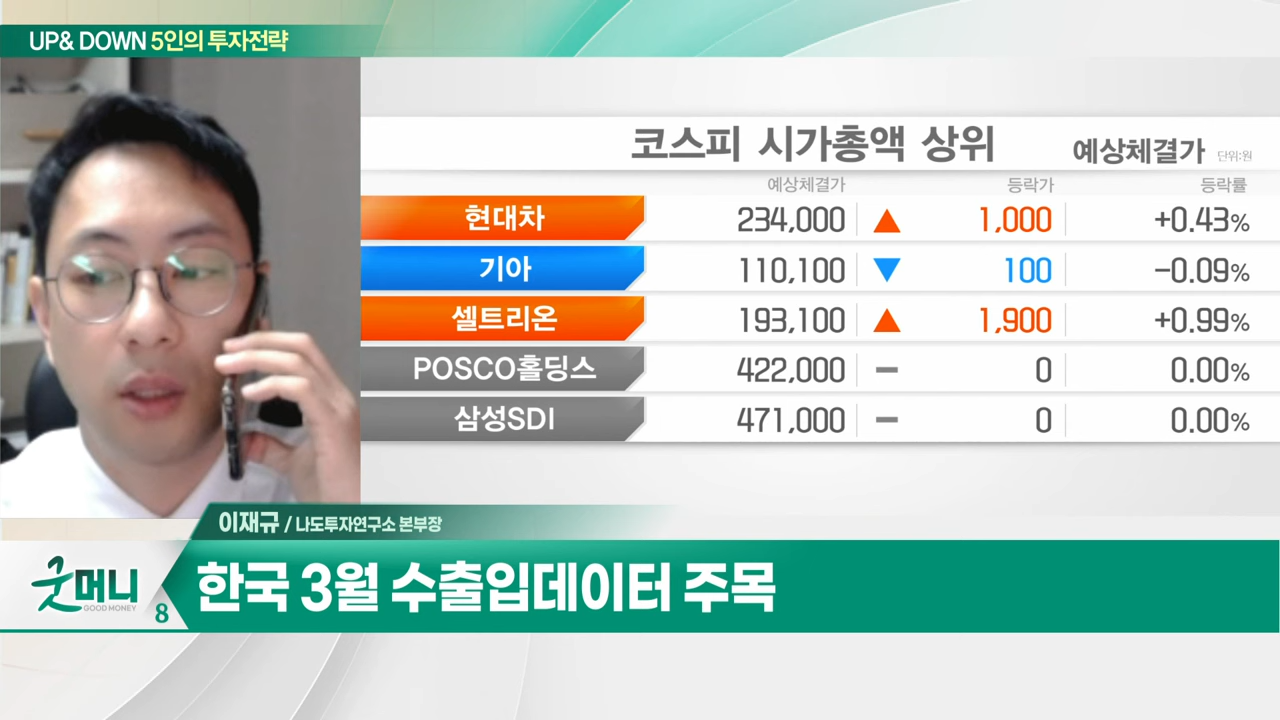 UP& DOWN 5인의 투자전략
코스피 시가총액 상위 예상체결가 단위:원
예상체결가 등락가 등락률
현대차 234,000 ▲ 1,000 +0.43%
기아 110,100 ▼ 100 -0.09%
셀트리온 193,100 ▲ 1,900 +0.99%
POSCO홀딩스 422,000 - 0 0.00%
삼성SDI 471,000 - 0 0.00%
이재규 / 나도투자연구소 본부장
굿머니
GOOD MONEY
8
한국 3월 수출입데이터 주목